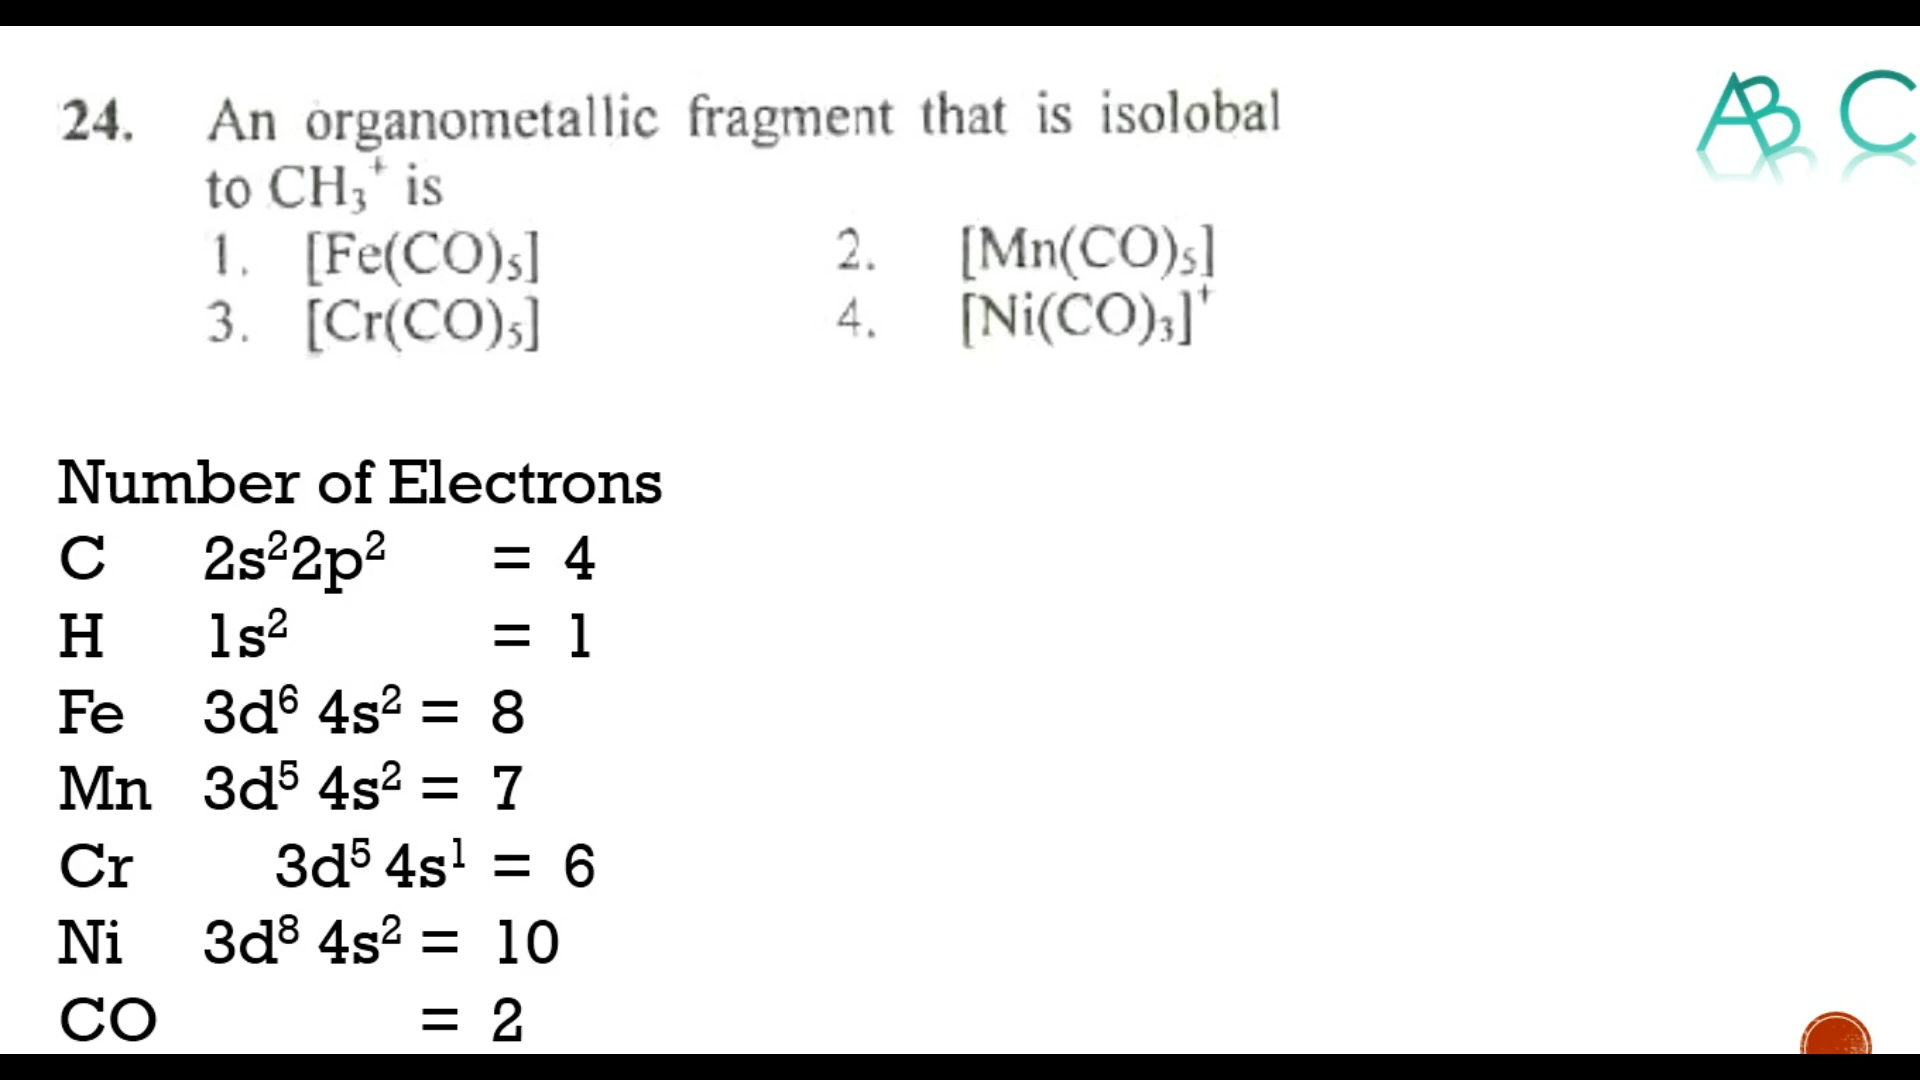 AB C
24. An organometallic fragment that is isolobal
to CH₃⁺ is
1. [Fe(CO)₅] 2. [Mn(CO)₅]
3. [Cr(CO)₅] 4. [Ni(CO)₃]⁺
Number of Electrons
C 2s²2p² = 4
H 1s² = 1
Fe 3d⁶ 4s² = 8
Mn 3d⁵ 4s² = 7
Cr 3d⁵ 4s¹ = 6
Ni 3d⁸ 4s² = 10
CO = 2